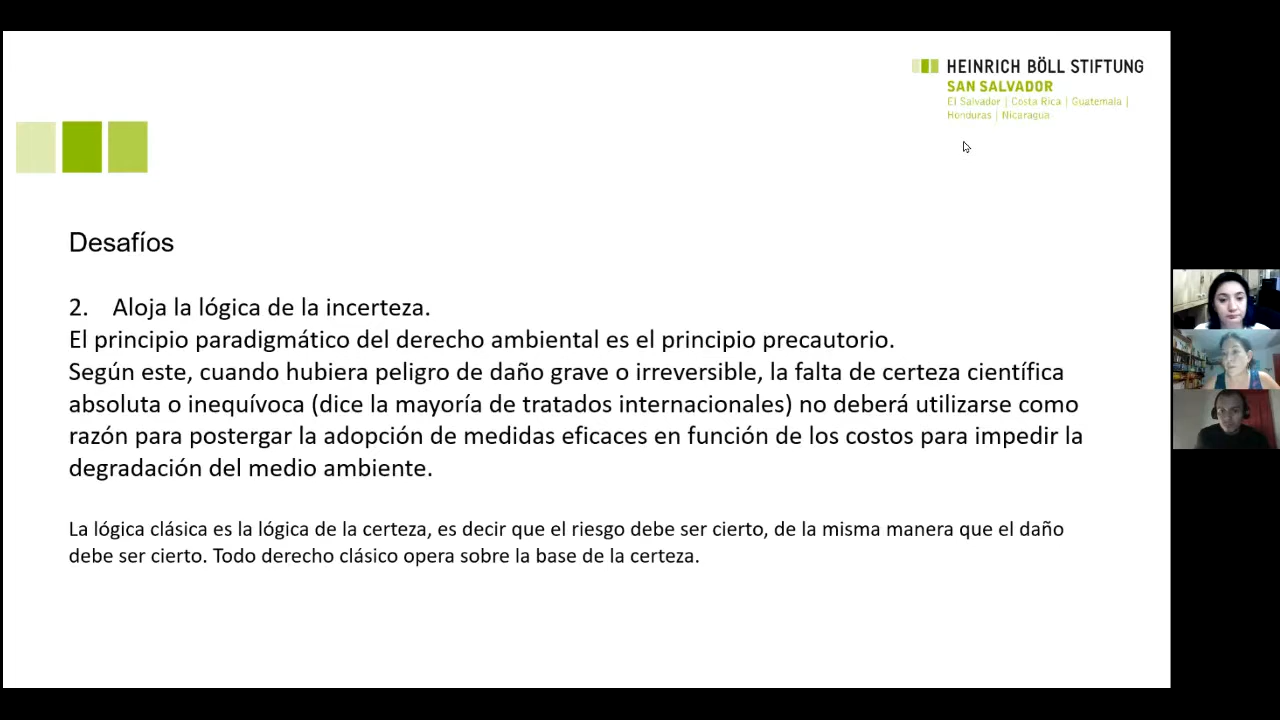 HEINRICH BÖLL STIFTUNG
SAN SALVADOR
El Salvador | Costa Rica | Guatemala |
Honduras | Nicaragua
Desafíos
2. Aloja la lógica de la incerteza.
El principio paradigmático del derecho ambiental es el principio precautorio.
Según este, cuando hubiera peligro de daño grave o irreversible, la falta de certeza científica
absoluta o inequívoca (dice la mayoría de tratados internacionales) no deberá utilizarse como
razón para postergar la adopción de medidas eficaces en función de los costos para impedir la
degradación del medio ambiente.
La lógica clásica es la lógica de la certeza, es decir que el riesgo debe ser cierto, de la misma manera que el daño
debe ser cierto. Todo derecho clásico opera sobre la base de la certeza.